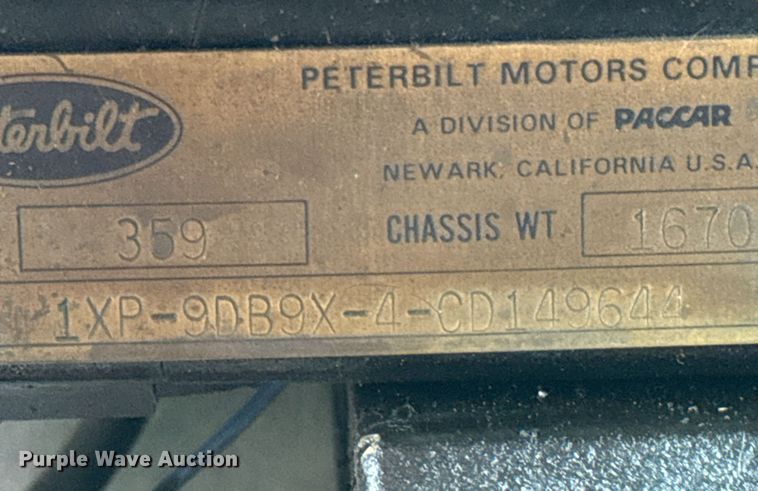 PETERBILT MOTORS COMP
terbilt
A DIVISION OF PACCAR
NEWARK, CALIFORNIA U.S.A.
359
CHASSIS WT.
1670
1XP-9DB9X-4-CD149644
Purple Wave Auction